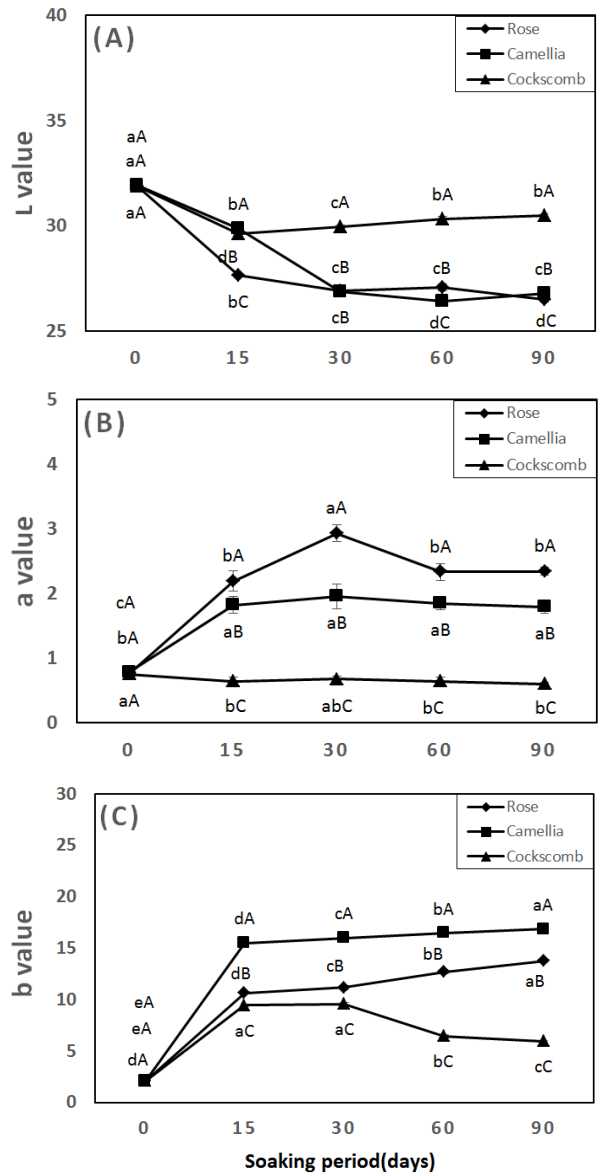 (A)
Rose
Camellia
Cockscomb
L value
40
35
30
25
aA
aA
aA
bA
dB
bC
cA
cB
cB
bA
cB
dC
bA
cB
dC
0 15 30 60 90
(B)
Rose
Camellia
Cockscomb
a value
5
4
3
2
1
0
cA
bA
aA
bA
aB
bC
aA
aB
abC
bA
aB
bC
bA
aB
bC
0 15 30 60 90
(C)
Rose
Camellia
Cockscomb
b value
30
25
20
15
10
5
0
eA
eA
dA
dA
dB
aC
cA
cB
aC
bA
bB
bC
aA
aB
cC
0 15 30 60 90
Soaking period(days)